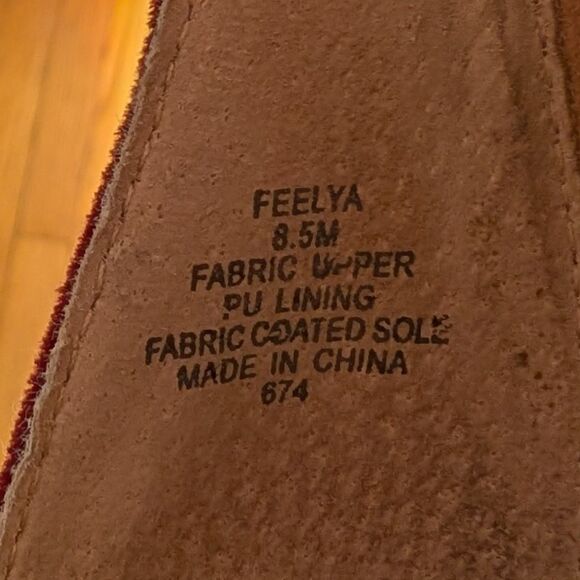 FEELYA
8.5M
FABRIC UPPER
PU LINING
FABRIC COATED SOLE
MADE IN CHINA
674